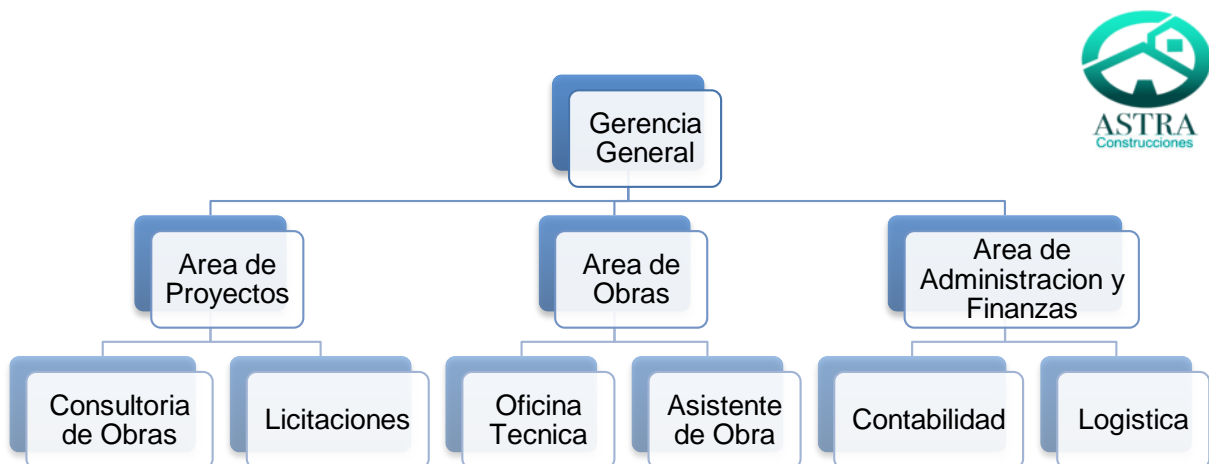 ASTRA
Construcciones
Gerencia
General
Area de
Proyectos
Area de
Obras
Area de
Administracion y
Finanzas
Consultoria
de Obras
Licitaciones
Oficina
Tecnica
Asistente
de Obra
Contabilidad
Logistica